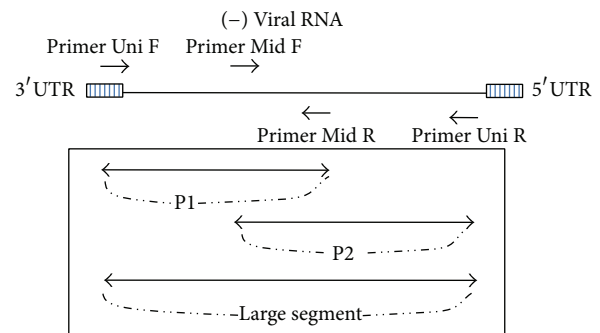 (−) Viral RNA
Primer Uni F
Primer Mid F
3′UTR
5′UTR
Primer Mid R
Primer Uni R
P1
P2
Large segment